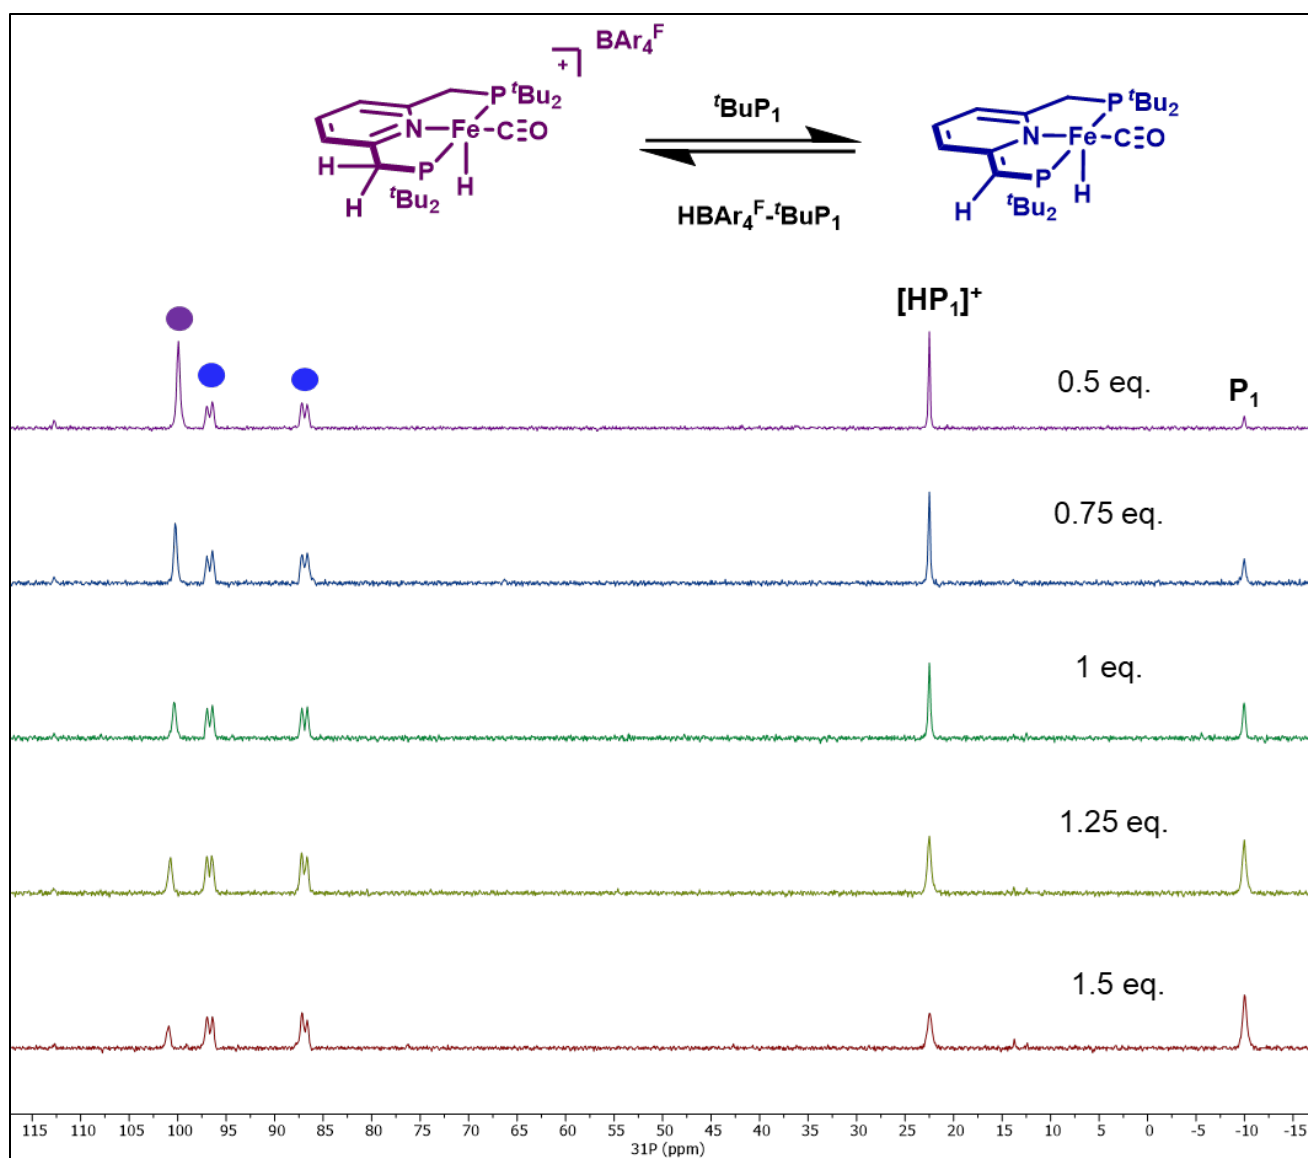 BAr₄ᶠ
+
P ᵗBu₂
N Fe C O
H P H
H ᵗBu₂
ᵗBuP₁
HBAr₄ᶠ-ᵗBuP₁
P ᵗBu₂
N Fe C O
P H
H ᵗBu₂
[HP₁]⁺
0.5 eq.
P₁
0.75 eq.
1 eq.
1.25 eq.
1.5 eq.
115 110 105 100 95 90 85 80 75 70 65 60 55 50 45 40 35 30 25 20 15 10 5 0 -5 -10 -15
31P (ppm)